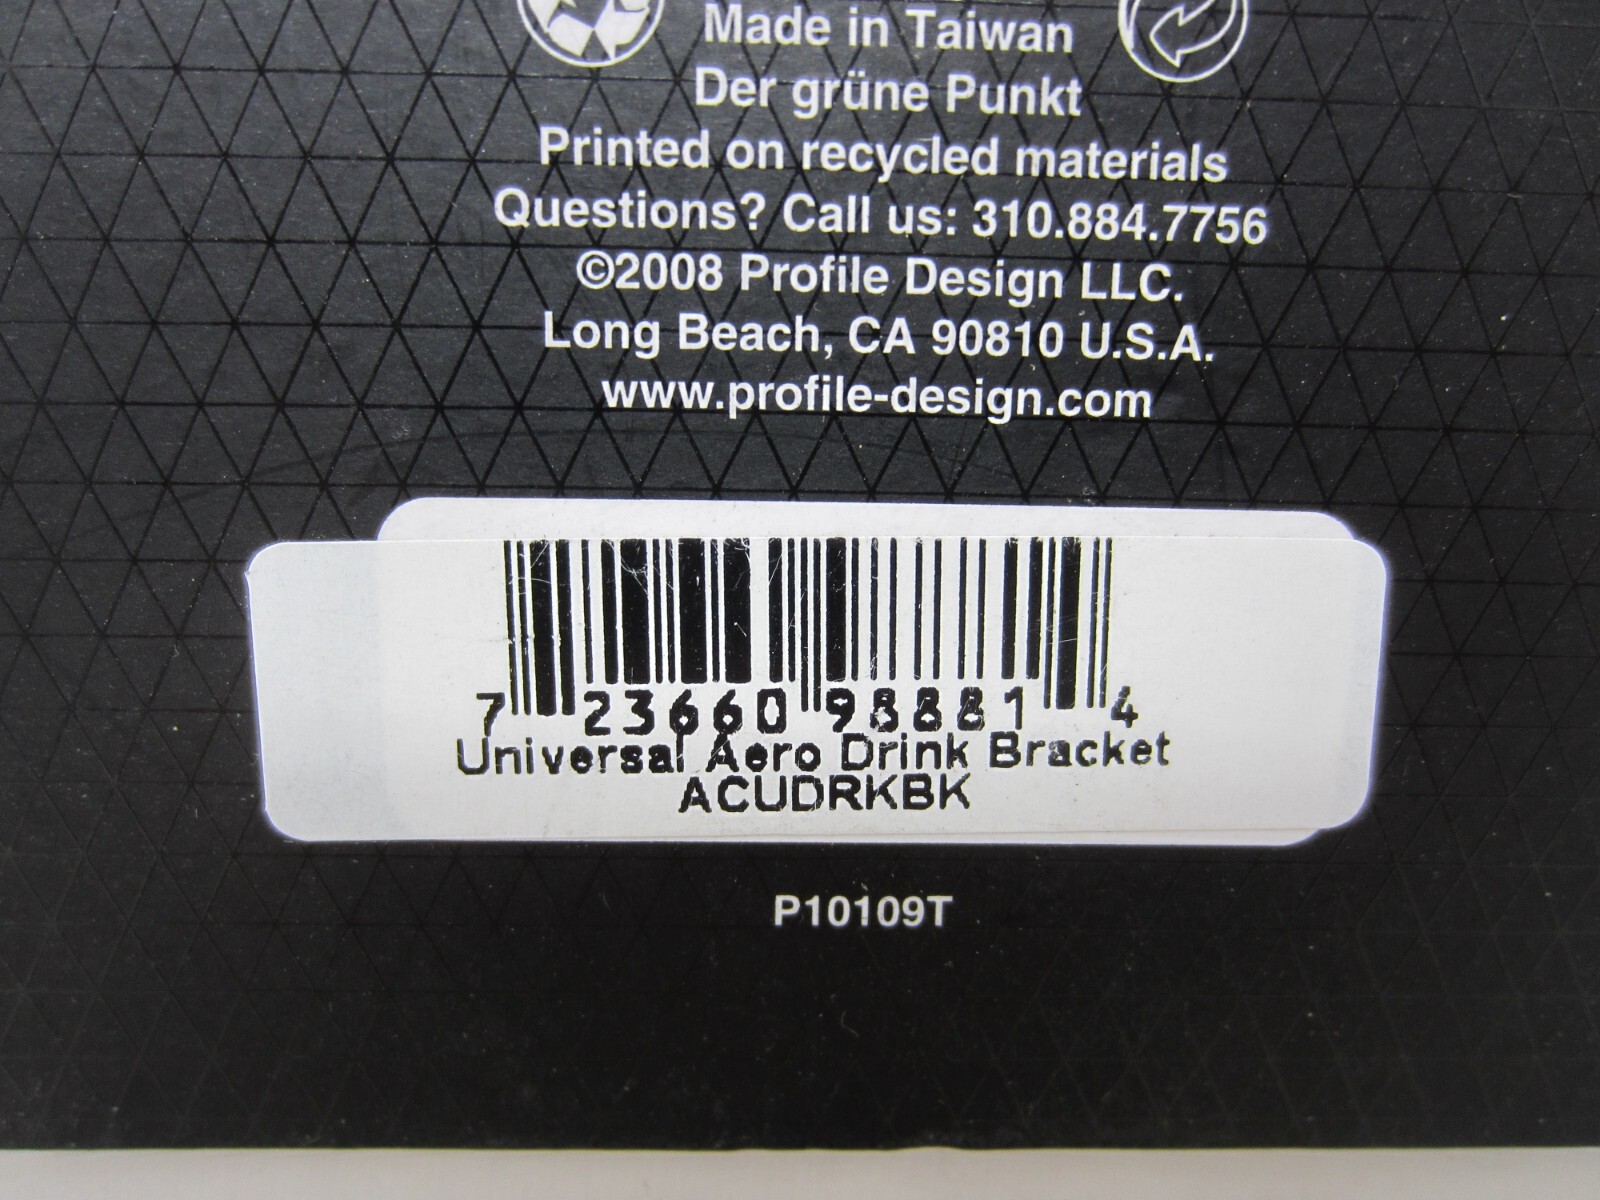 Made in Taiwan
Der grüne Punkt
Printed on recycled materials
Questions? Call us: 310.884.7756
©2008 Profile Design LLC.
Long Beach, CA 90810 U.S.A.
www.profile-design.com
7 23660 98881 4
Universal Aero Drink Bracket
ACUDRKBK
P10109T